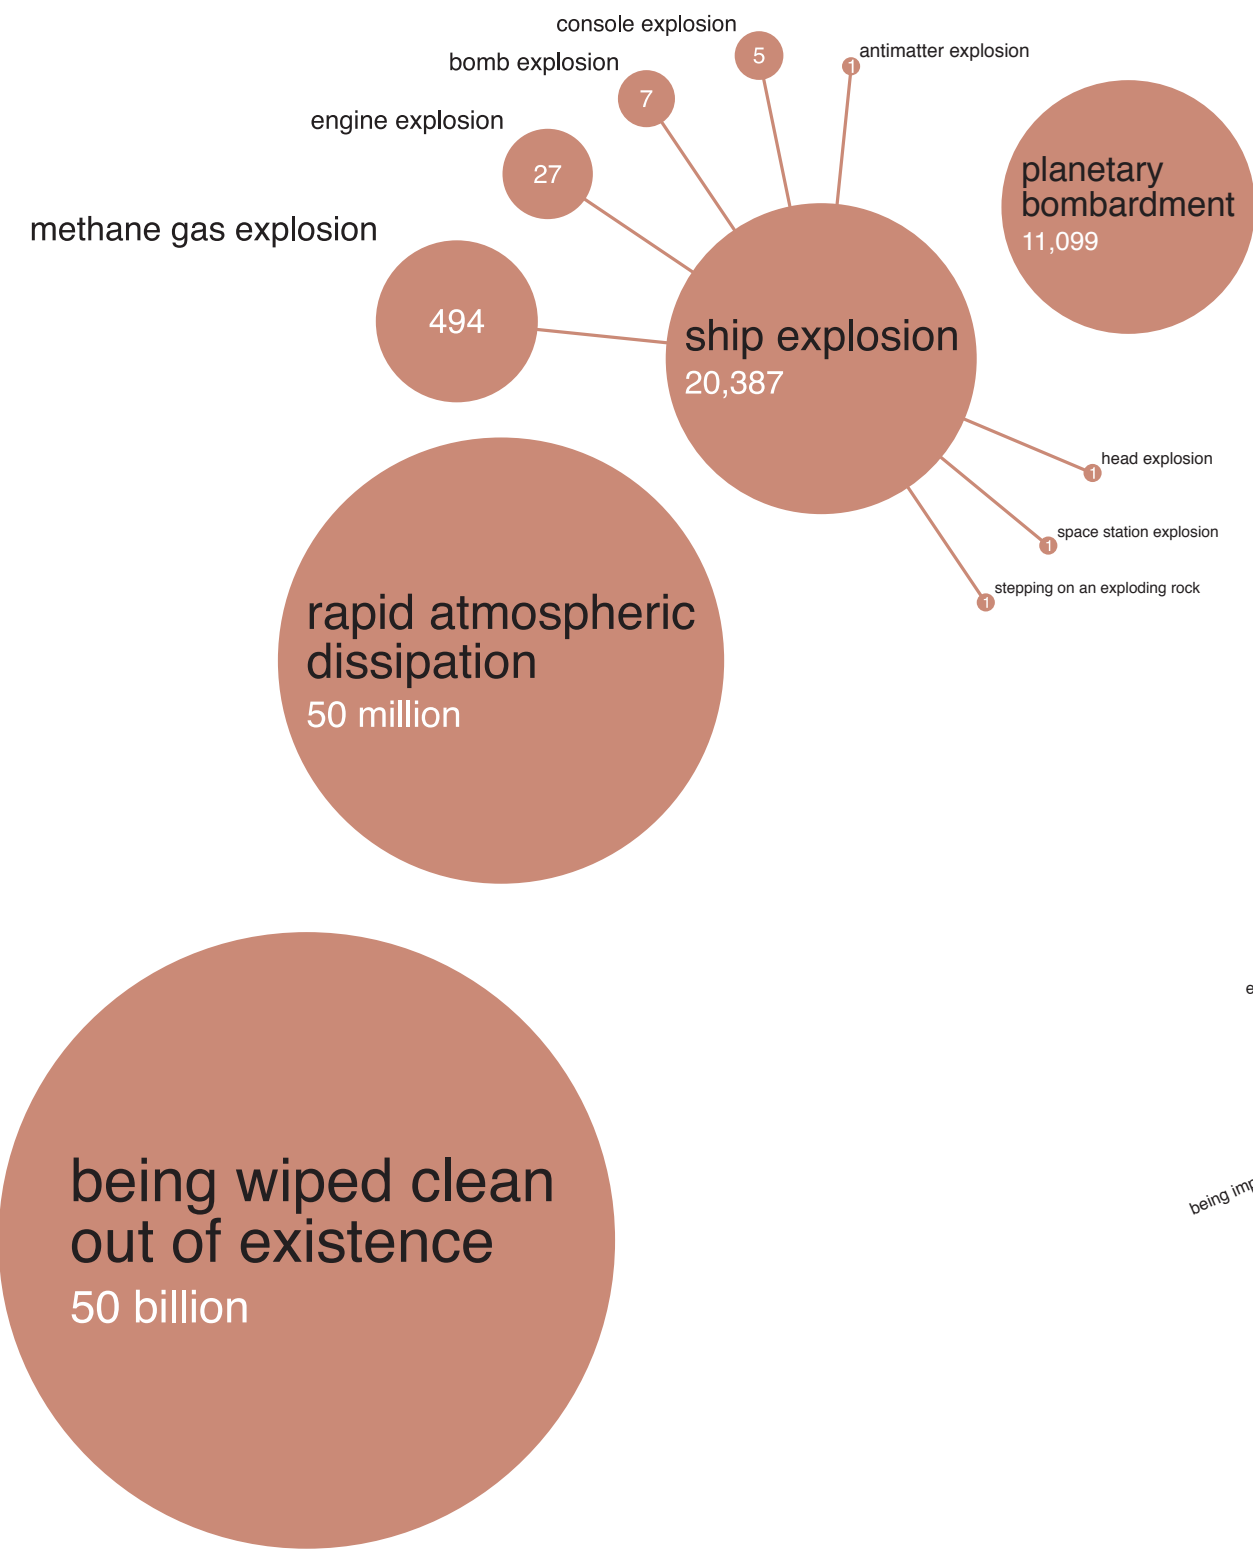 console explosion
5
antimatter explosion
1
bomb explosion
7
engine explosion
27
planetary
bombardment
11,099
methane gas explosion
494
ship explosion
20,387
head explosion
1
space station explosion
1
stepping on an exploding rock
1
rapid atmospheric
dissipation
50 million
being wiped clean
out of existence
50 billion
e
being imp